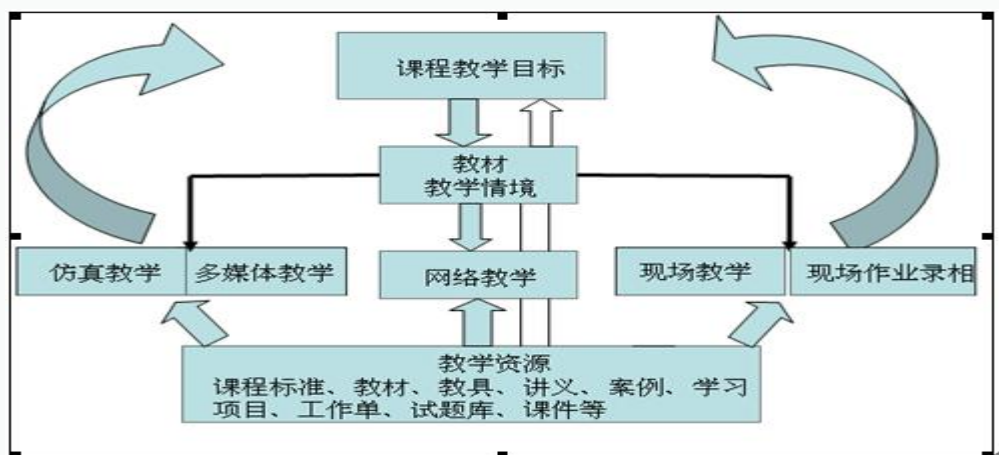 课程教学目标
教材
教学情境
仿真教学
多媒体教学
网络教学
现场教学
现场作业录相
教学资源
课程标准、教材、教具、讲义、案例、学习
项目、工作单、试题库、课件等